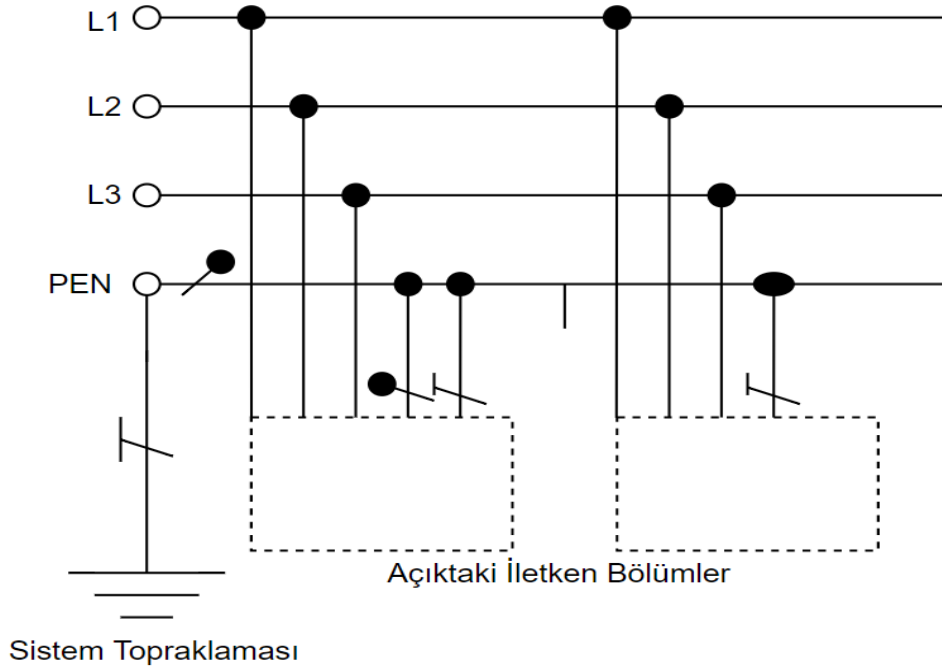 L1
L2
L3
PEN
Açıktaki İletken Bölümler
Sistem Topraklaması